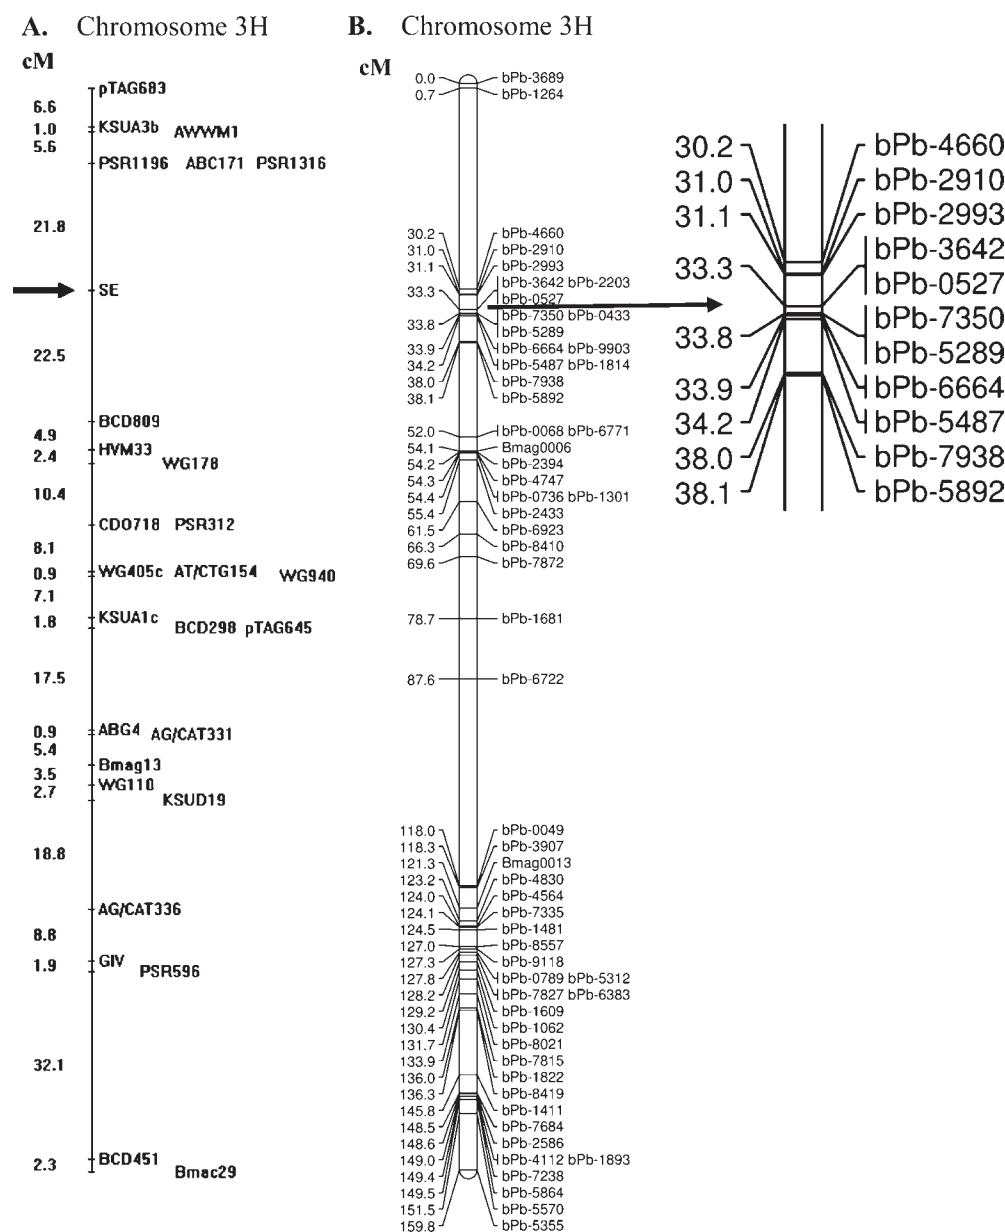 A. Chromosome 3H
cM
pTAG683
6.6
1.0 KSUA3b AWWM1
5.6
PSR1196 ABC171 PSR1316
21.8
SE
22.5
BCD809
4.9
HVM33
2.4 WG178
10.4
CDO718 PSR312
8.1
0.9 WG405c AT/CTG154 WG940
7.1
KSUA1c
1.8 BCD298 pTAG645
17.5
0.9 ABG4 AG/CAT331
5.4
Bmag13
3.5
WG110
2.7 KSUD19
18.8
AG/CAT336
8.8
GIV
1.9 PSR596
32.1
BCD451
2.3 Bmac29
B. Chromosome 3H
cM
0.0 bPb-3689
0.7 bPb-1264
30.2 bPb-4660
31.0 bPb-2910
31.1 bPb-2993
bPb-3642 bPb-2203
33.3 bPb-0527
bPb-7350 bPb-0433
33.8 bPb-5289
33.9 bPb-6664 bPb-9903
34.2 bPb-5487 bPb-1814
38.0 bPb-7938
38.1 bPb-5892
52.0 bPb-0068 bPb-6771
54.1 Bmag0006
54.2 bPb-2394
54.3 bPb-4747
54.4 bPb-0736 bPb-1301
55.4 bPb-2433
61.5 bPb-6923
66.3 bPb-8410
69.6 bPb-7872
78.7 bPb-1681
87.6 bPb-6722
118.0 bPb-0049
118.3 bPb-3907
121.3 Bmag0013
123.2 bPb-4830
124.0 bPb-4564
124.1 bPb-7335
124.5 bPb-1481
127.0 bPb-8557
127.3 bPb-9118
127.8 bPb-0789 bPb-5312
128.2 bPb-7827 bPb-6383
129.2 bPb-1609
130.4 bPb-1062
131.7 bPb-8021
133.9 bPb-7815
136.0 bPb-1822
136.3 bPb-8419
145.8 bPb-1411
148.5 bPb-7684
148.6 bPb-2586
149.0 bPb-4112 bPb-1893
149.4 bPb-7238
149.5 bPb-5864
151.5 bPb-5570
159.8 bPb-5355
30.2 bPb-4660
31.0 bPb-2910
31.1 bPb-2993
bPb-3642
33.3 bPb-0527
bPb-7350
33.8 bPb-5289
33.9 bPb-6664
34.2 bPb-5487
38.0 bPb-7938
38.1 bPb-5892